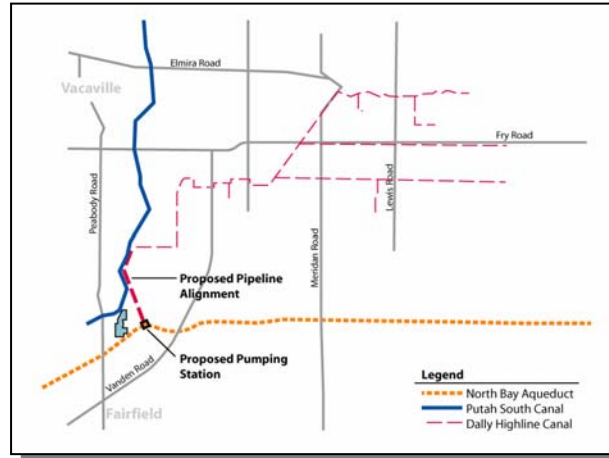 Elmira Road
Vacaville
Fry Road
Peabody Road
Lewis Road
Meridan Road
Proposed Pipeline
Alignment
Proposed Pumping
Station
Vanden Road
Fairfield
Legend
North Bay Aqueduct
Putah South Canal
Dally Highline Canal